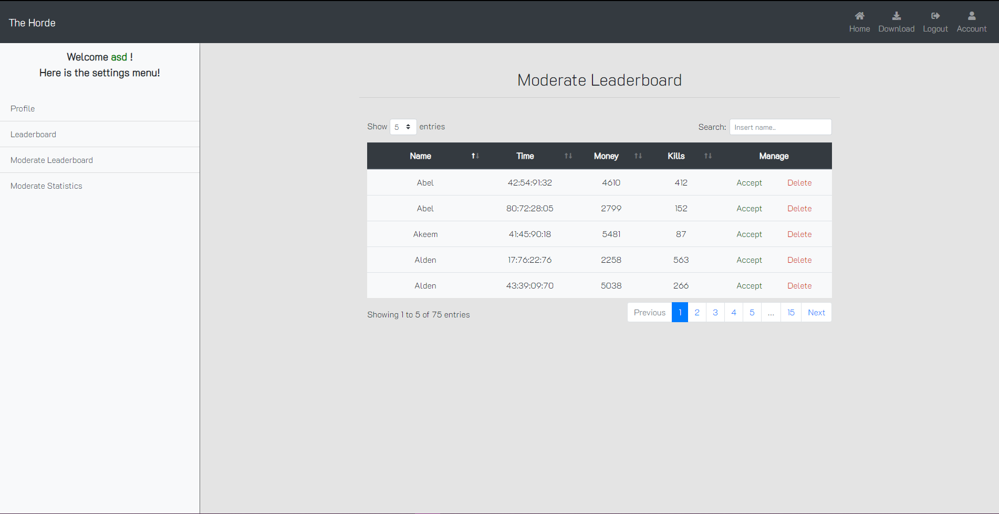 The Horde
Home Download Logout Account
Welcome asd !
Here is the settings menu!
Profile
Leaderboard
Moderate Leaderboard
Moderate Statistics
Moderate Leaderboard
Show 5 entries Search: Insert name..
Name Time Money Kills Manage
Abel 42:54:91:32 4610 412 Accept Delete
Abel 80:72:28:05 2799 152 Accept Delete
Akeem 41:45:90:18 5481 87 Accept Delete
Alden 17:76:22:76 2258 563 Accept Delete
Alden 43:39:09:70 5038 266 Accept Delete
Showing 1 to 5 of 75 entries Previous 1 2 3 4 5 ... 15 Next